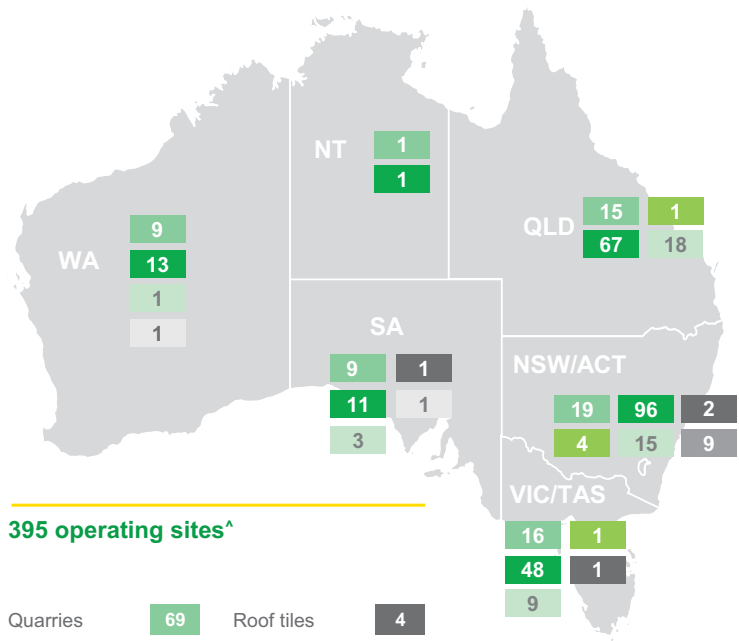 NT
1
1
QLD
15 1
67 18
WA
9
13
1
1
SA
9 1
11 1
3
NSW/ACT
19 96 2
4 15 9
VIC/TAS
16 1
48 1
9
395 operating sites^
Quarries 69 Roof tiles 4